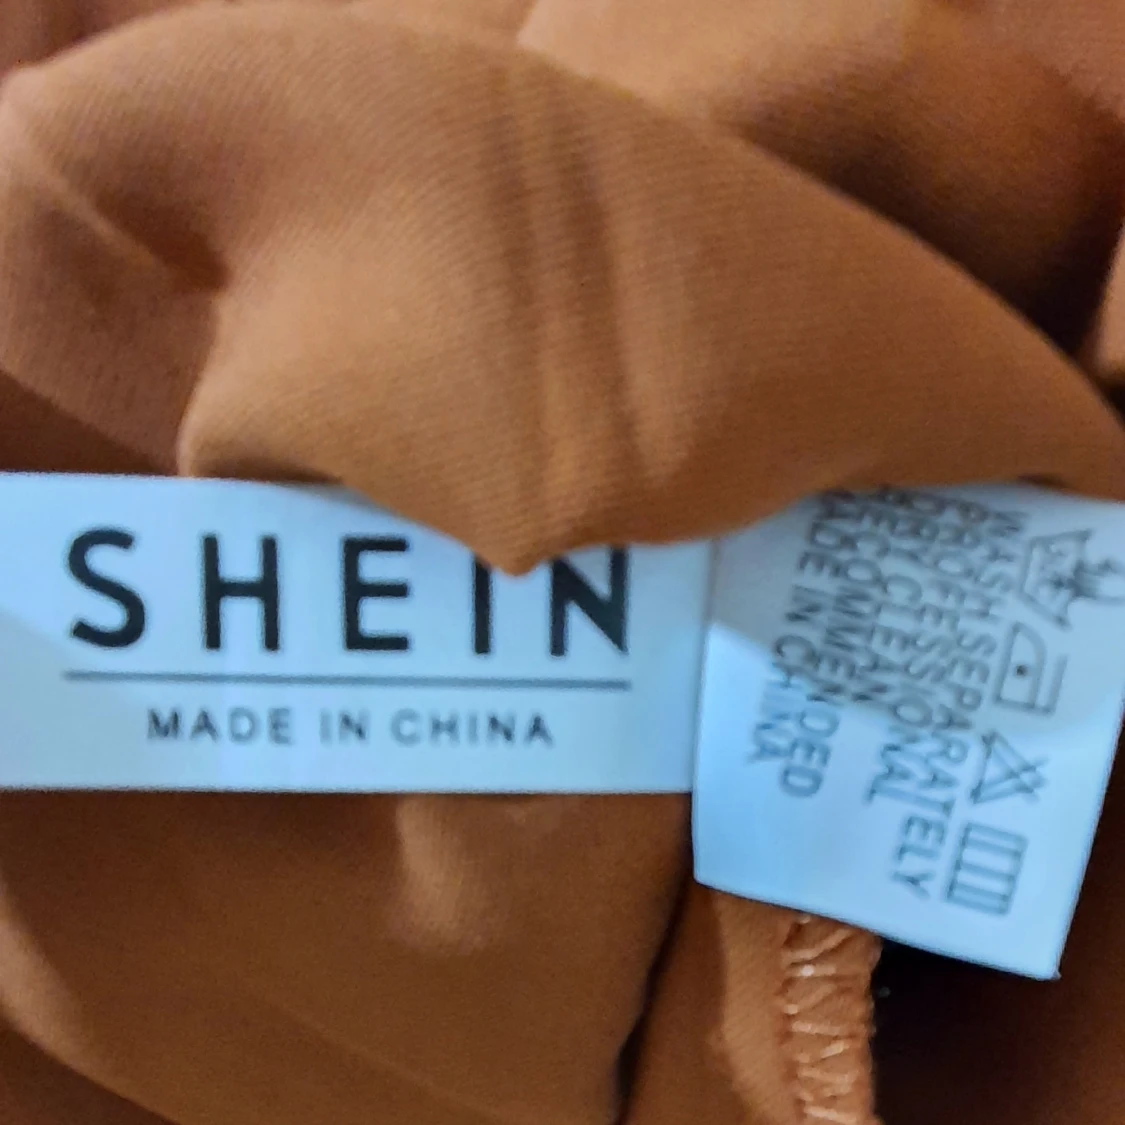 SHEIN
MADE IN CHINA
WASH SEPARATELY
PROFESSIONAL
DRY CLEAN
RECOMMENDED
MADE IN CHINA